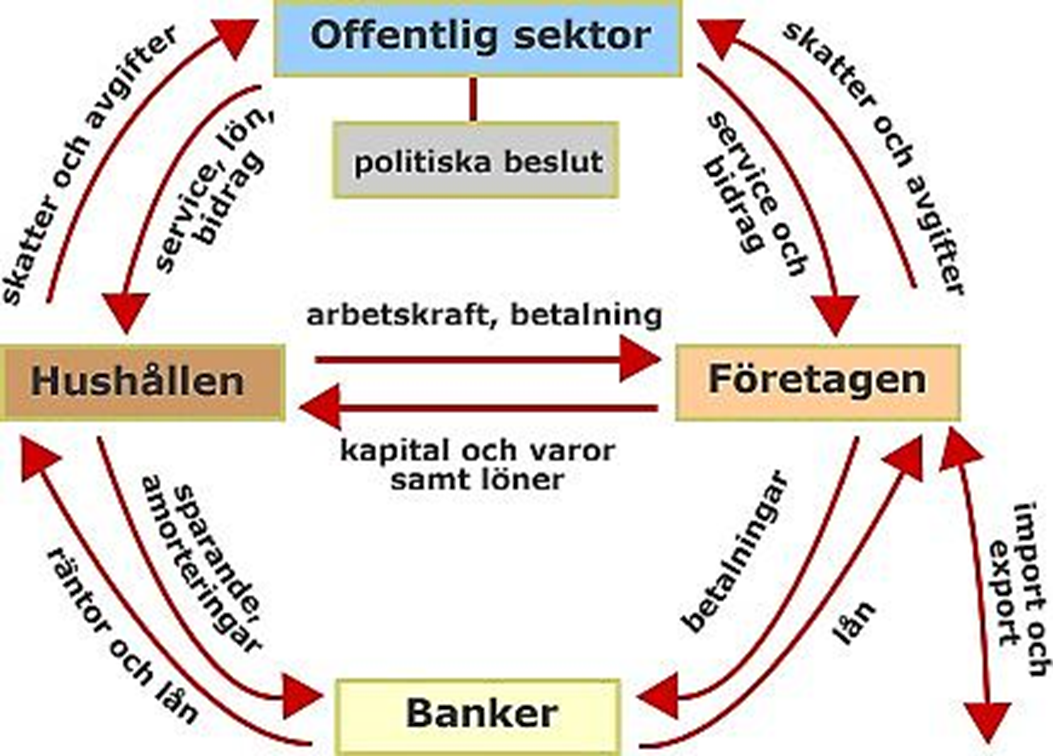 Offentlig sektor
politiska beslut
skatter och avgifter
service, lön,
bidrag
service och
bidrag
skatter och avgifter
arbetskraft, betalning
Hushållen
Företagen
kapital och varor
samt löner
sparande,
amorteringar
räntor och lån
betalningar
lån
import och
export
Banker